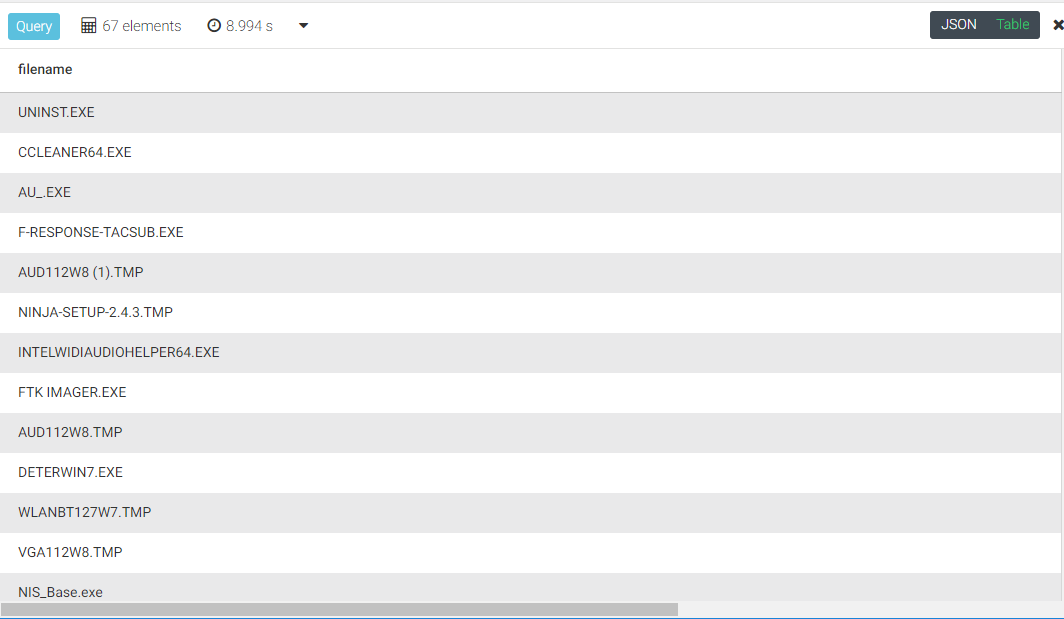 Query 67 elements 8.994 s JSON Table
filename
UNINST.EXE
CCLEANER64.EXE
AU_.EXE
F-RESPONSE-TACSUB.EXE
AUD112W8 (1).TMP
NINJA-SETUP-2.4.3.TMP
INTELWIDIAUDIOHELPER64.EXE
FTK IMAGER.EXE
AUD112W8.TMP
DETERWIN7.EXE
WLANBT127W7.TMP
VGA112W8.TMP
NIS_Base.exe